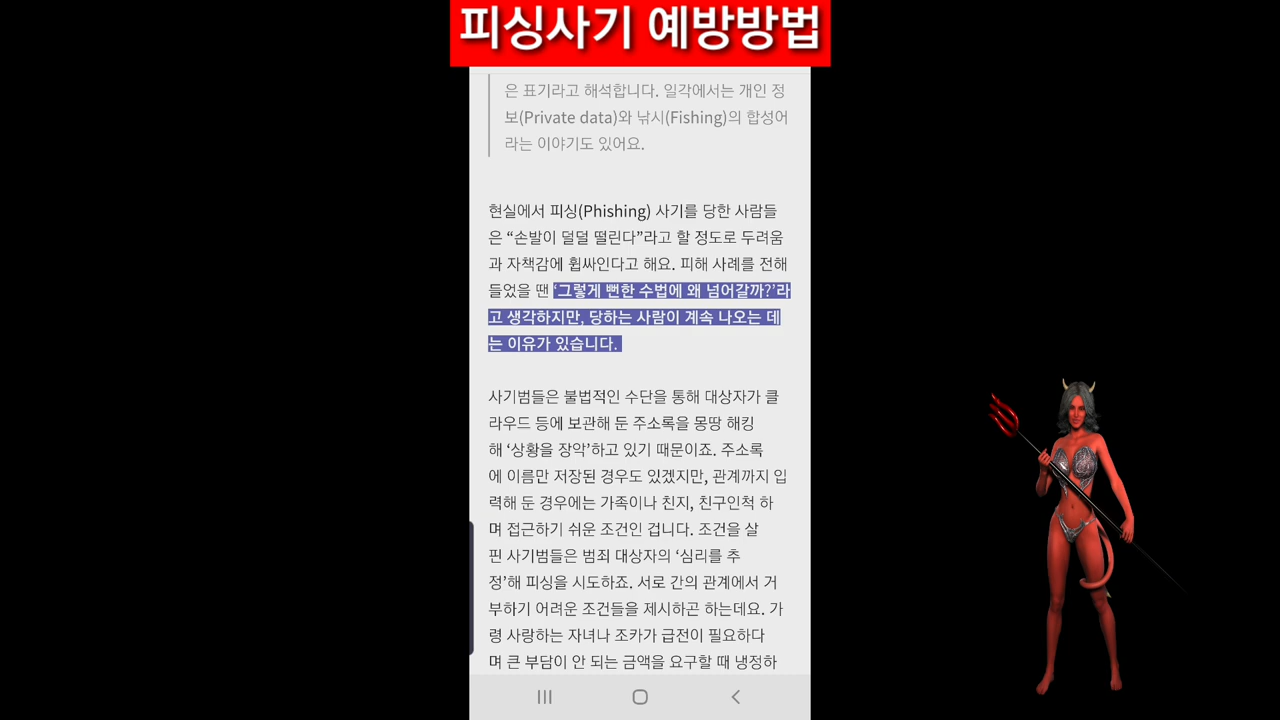 피싱사기 예방방법
은 표기라고 해석합니다. 일각에서는 개인 정
보(Private data)와 낚시(Fishing)의 합성어
라는 이야기도 있어요.
현실에서 피싱(Phishing) 사기를 당한 사람들
은 “손발이 덜덜 떨린다”라고 할 정도로 두려움
과 자책감에 휩싸인다고 해요. 피해 사례를 전해
들었을 땐 ‘그렇게 뻔한 수법에 왜 넘어갈까?’라
고 생각하지만, 당하는 사람이 계속 나오는 데
는 이유가 있습니다.
사기범들은 불법적인 수단을 통해 대상자가 클
라우드 등에 보관해 둔 주소록을 몽땅 해킹
해 ‘상황을 장악’하고 있기 때문이죠. 주소록
에 이름만 저장된 경우도 있겠지만, 관계까지 입
력해 둔 경우에는 가족이나 친지, 친구인척 하
며 접근하기 쉬운 조건인 겁니다. 조건을 살
핀 사기범들은 범죄 대상자의 ‘심리를 추
정’해 피싱을 시도하죠. 서로 간의 관계에서 거
부하기 어려운 조건들을 제시하곤 하는데요. 가
령 사랑하는 자녀나 조카가 급전이 필요하다
며 큰 부담이 안 되는 금액을 요구할 때 냉정하